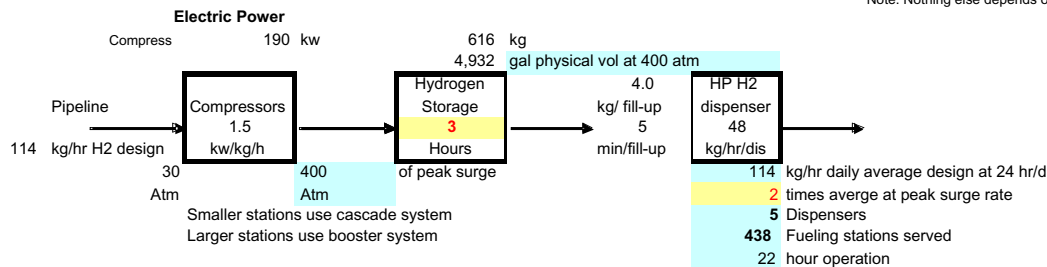 Note: Nothing else depends o
Electric Power
Compress 190 kw 616 kg
4,932 gal physical vol at 400 atm
Hydrogen 4.0 HP H2
Pipeline Compressors Storage kg/ fill-up dispenser
1.5 3 5 48
114 kg/hr H2 design kw/kg/h Hours min/fill-up kg/hr/dis
30 400 of peak surge 114 kg/hr daily average design at 24 hr/d
Atm Atm 2 times averge at peak surge rate
Smaller stations use cascade system 5 Dispensers
Larger stations use booster system 438 Fueling stations served
22 hour operation